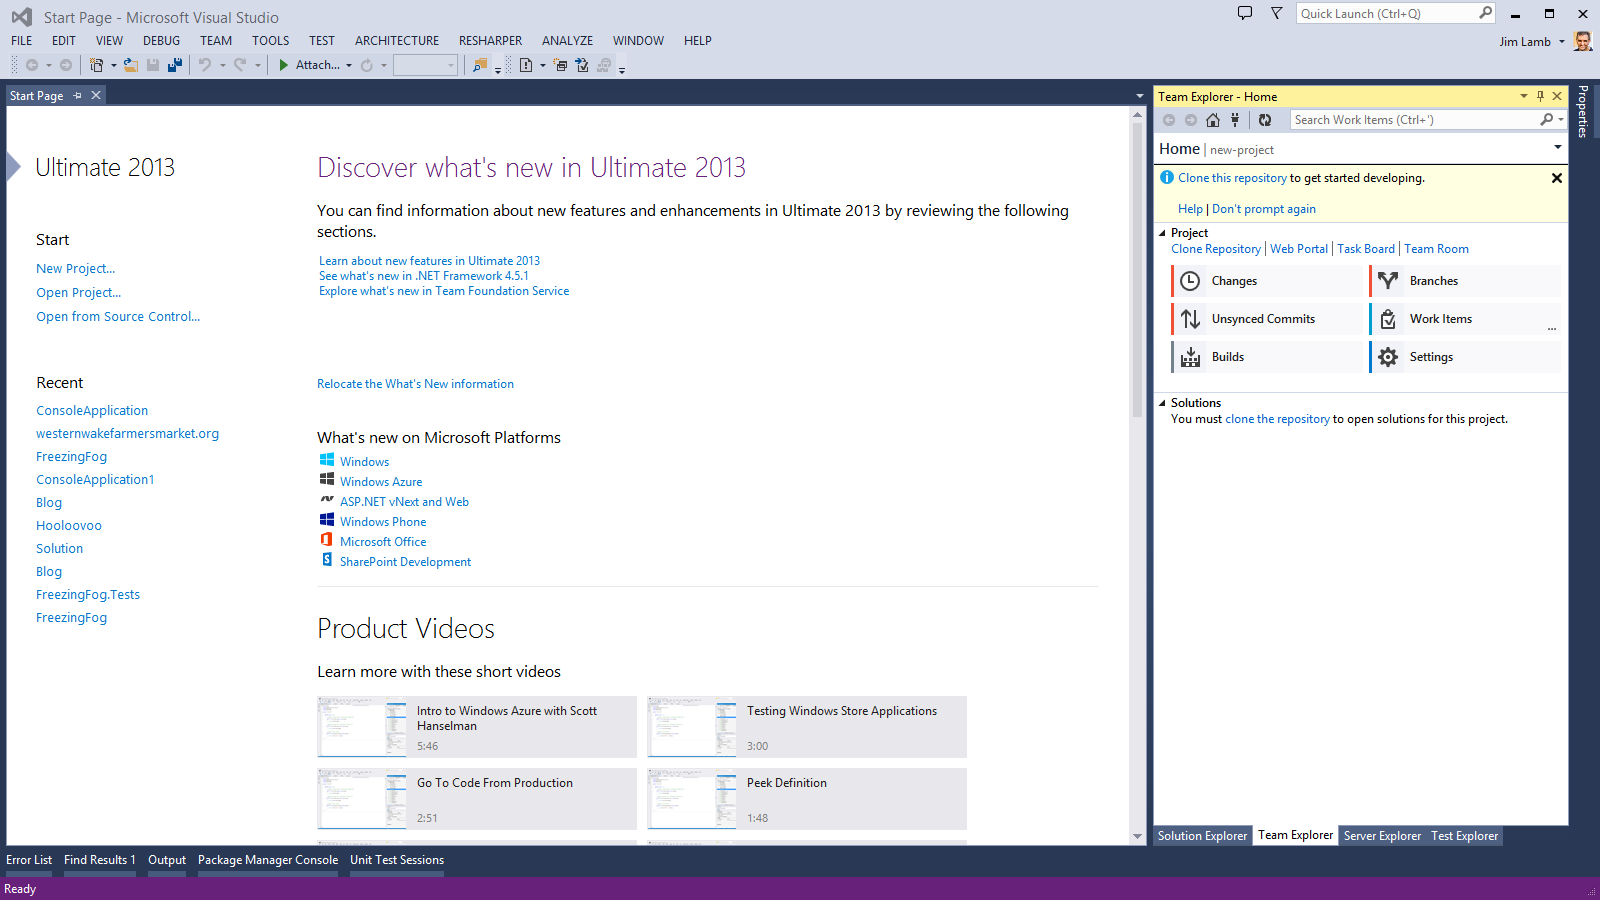 Start Page - Microsoft Visual Studio
Quick Launch (Ctrl+Q)
FILE EDIT VIEW DEBUG TEAM TOOLS TEST ARCHITECTURE RESHARPER ANALYZE WINDOW HELP
Jim Lamb
Attach...
Start Page
Ultimate 2013
Start
New Project...
Open Project...
Open from Source Control...
Recent
ConsoleApplication
westernwakefarmersmarket.org
FreezingFog
ConsoleApplication1
Blog
Hooloovoo
Solution
Blog
FreezingFog.Tests
FreezingFog
Discover what's new in Ultimate 2013
You can find information about new features and enhancements in Ultimate 2013 by reviewing the following
sections.
Learn about new features in Ultimate 2013
See what's new in .NET Framework 4.5.1
Explore what's new in Team Foundation Service
Relocate the What's New information
What's new on Microsoft Platforms
Windows
Windows Azure
ASP.NET vNext and Web
Windows Phone
Microsoft Office
SharePoint Development
Product Videos
Learn more with these short videos
Intro to Windows Azure with Scott
Hanselman
5:46
Testing Windows Store Applications
3:00
Go To Code From Production
2:51
Peek Definition
1:48
Team Explorer - Home
Search Work Items (Ctrl+')
Home | new-project
Clone this repository to get started developing.
Help | Don't prompt again
Project
Clone Repository | Web Portal | Task Board | Team Room
Changes
Branches
Unsynced Commits
Work Items
...
Builds
Settings
Solutions
You must clone the repository to open solutions for this project.
Solution Explorer Team Explorer Server Explorer Test Explorer
Properties
Error List Find Results 1 Output Package Manager Console Unit Test Sessions
Ready